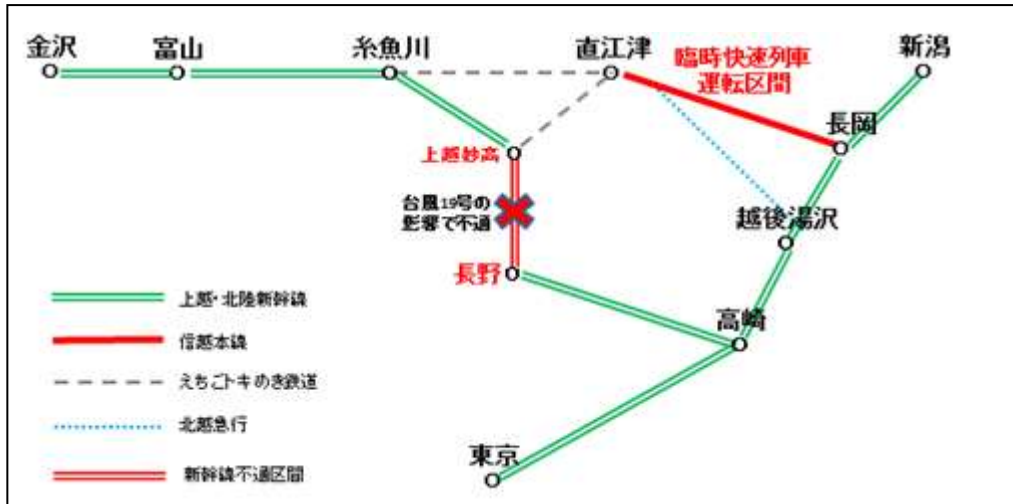 金沢
富山
糸魚川
直江津
臨時快速列車
運転区間
新潟
長岡
上越妙高
台風19号の
影響で不通
越後湯沢
長野
高崎
東京
上越・北陸新幹線
信越本線
えちごトキめき鉄道
北越急行
新幹線不通区間